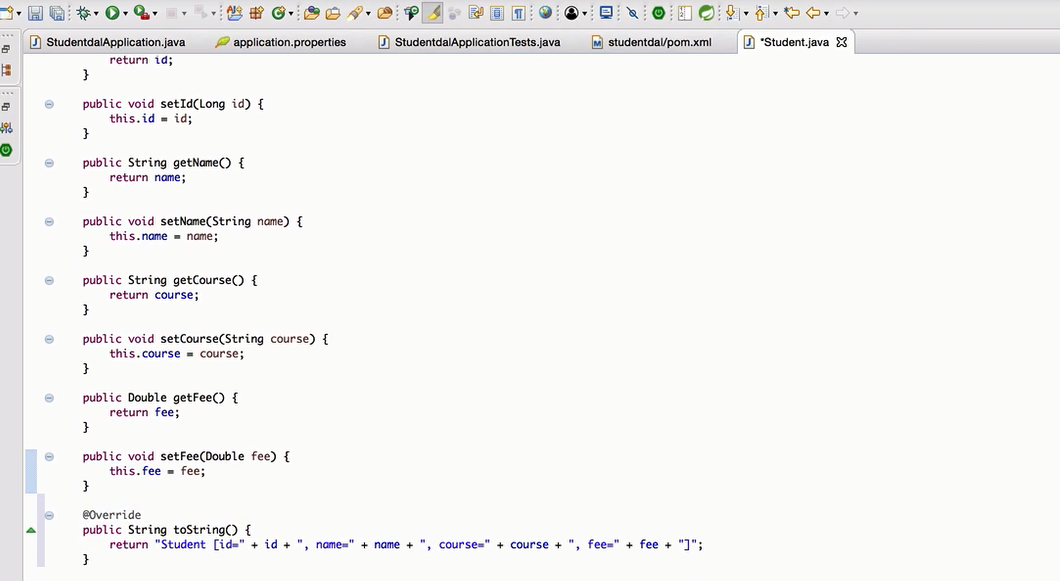 StudentdalApplication.java application.properties StudentdalApplicationTests.java studentdal/pom.xml *Student.java
return id;
}
public void setId(Long id) {
this.id = id;
}
public String getName() {
return name;
}
public void setName(String name) {
this.name = name;
}
public String getCourse() {
return course;
}
public void setCourse(String course) {
this.course = course;
}
public Double getFee() {
return fee;
}
public void setFee(Double fee) {
this.fee = fee;
}
@Override
public String toString() {
return "Student [id=" + id + ", name=" + name + ", course=" + course + ", fee=" + fee + "]";
}